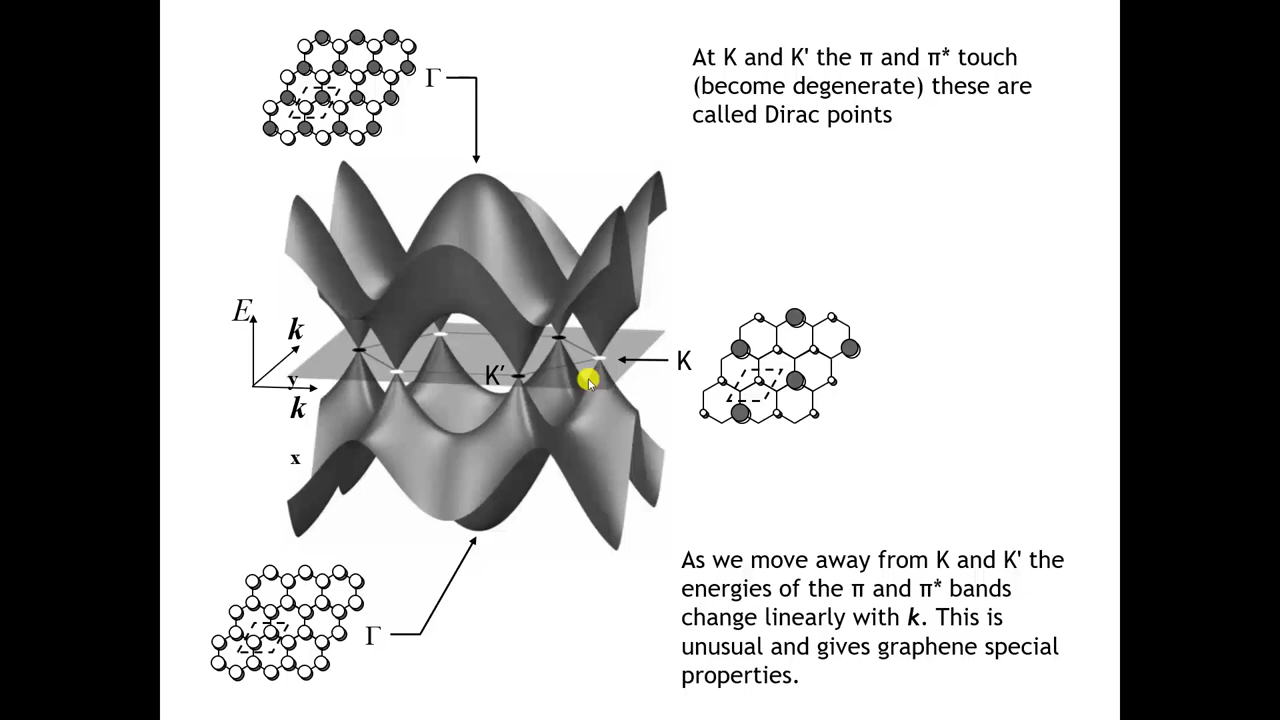 At K and K' the π and π* touch
(become degenerate) these are
called Dirac points
Γ
E
k
y
k
x
K′
K
Γ
As we move away from K and K' the
energies of the π and π* bands
change linearly with k. This is
unusual and gives graphene special
properties.